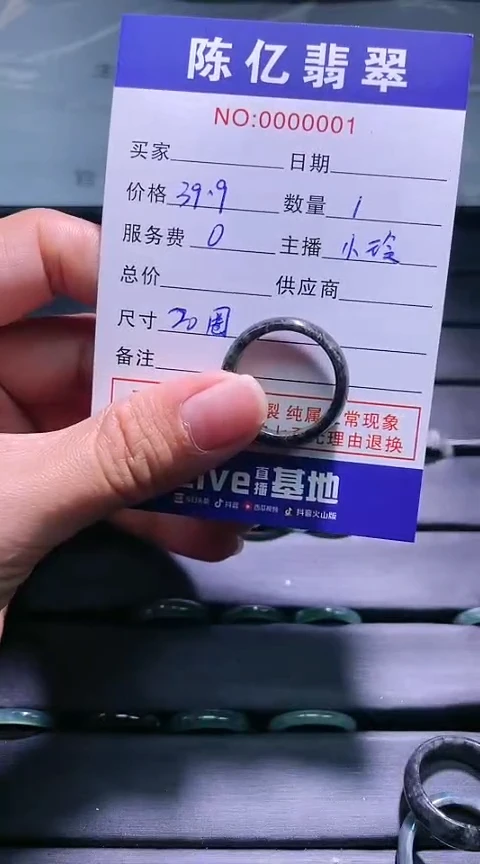 陈亿翡翠
NO:0000001
买家 日期
价格 39.9 数量 1
服务费 0 主播 小玲
总价 供应商
尺寸 20圈
备注
裂 纯属 常现象
理由退换
Live 直播 基地
抖音 西瓜视频 抖音火山版